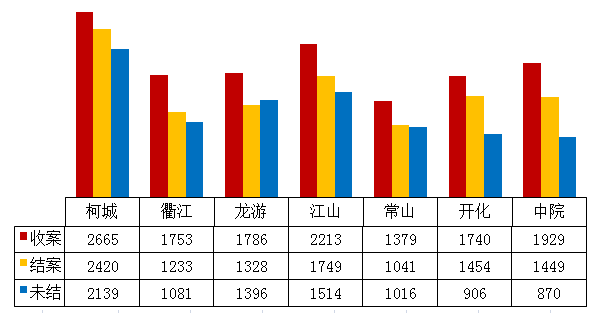 柯城 衢江 龙游 江山 常山 开化 中院
收案 2665 1753 1786 2213 1379 1740 1929
结案 2420 1233 1328 1749 1041 1454 1449
未结 2139 1081 1396 1514 1016 906 870